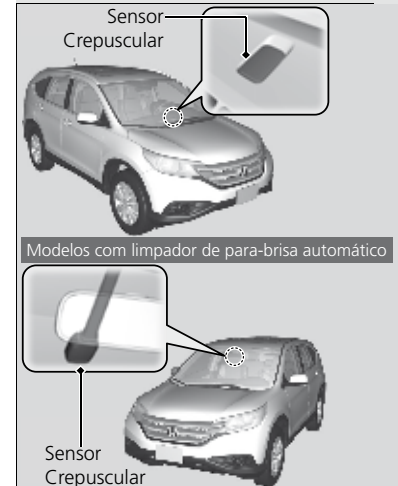 Sensor
Crepuscular
Modelos com limpador de para-brisa automático
Sensor
Crepuscular